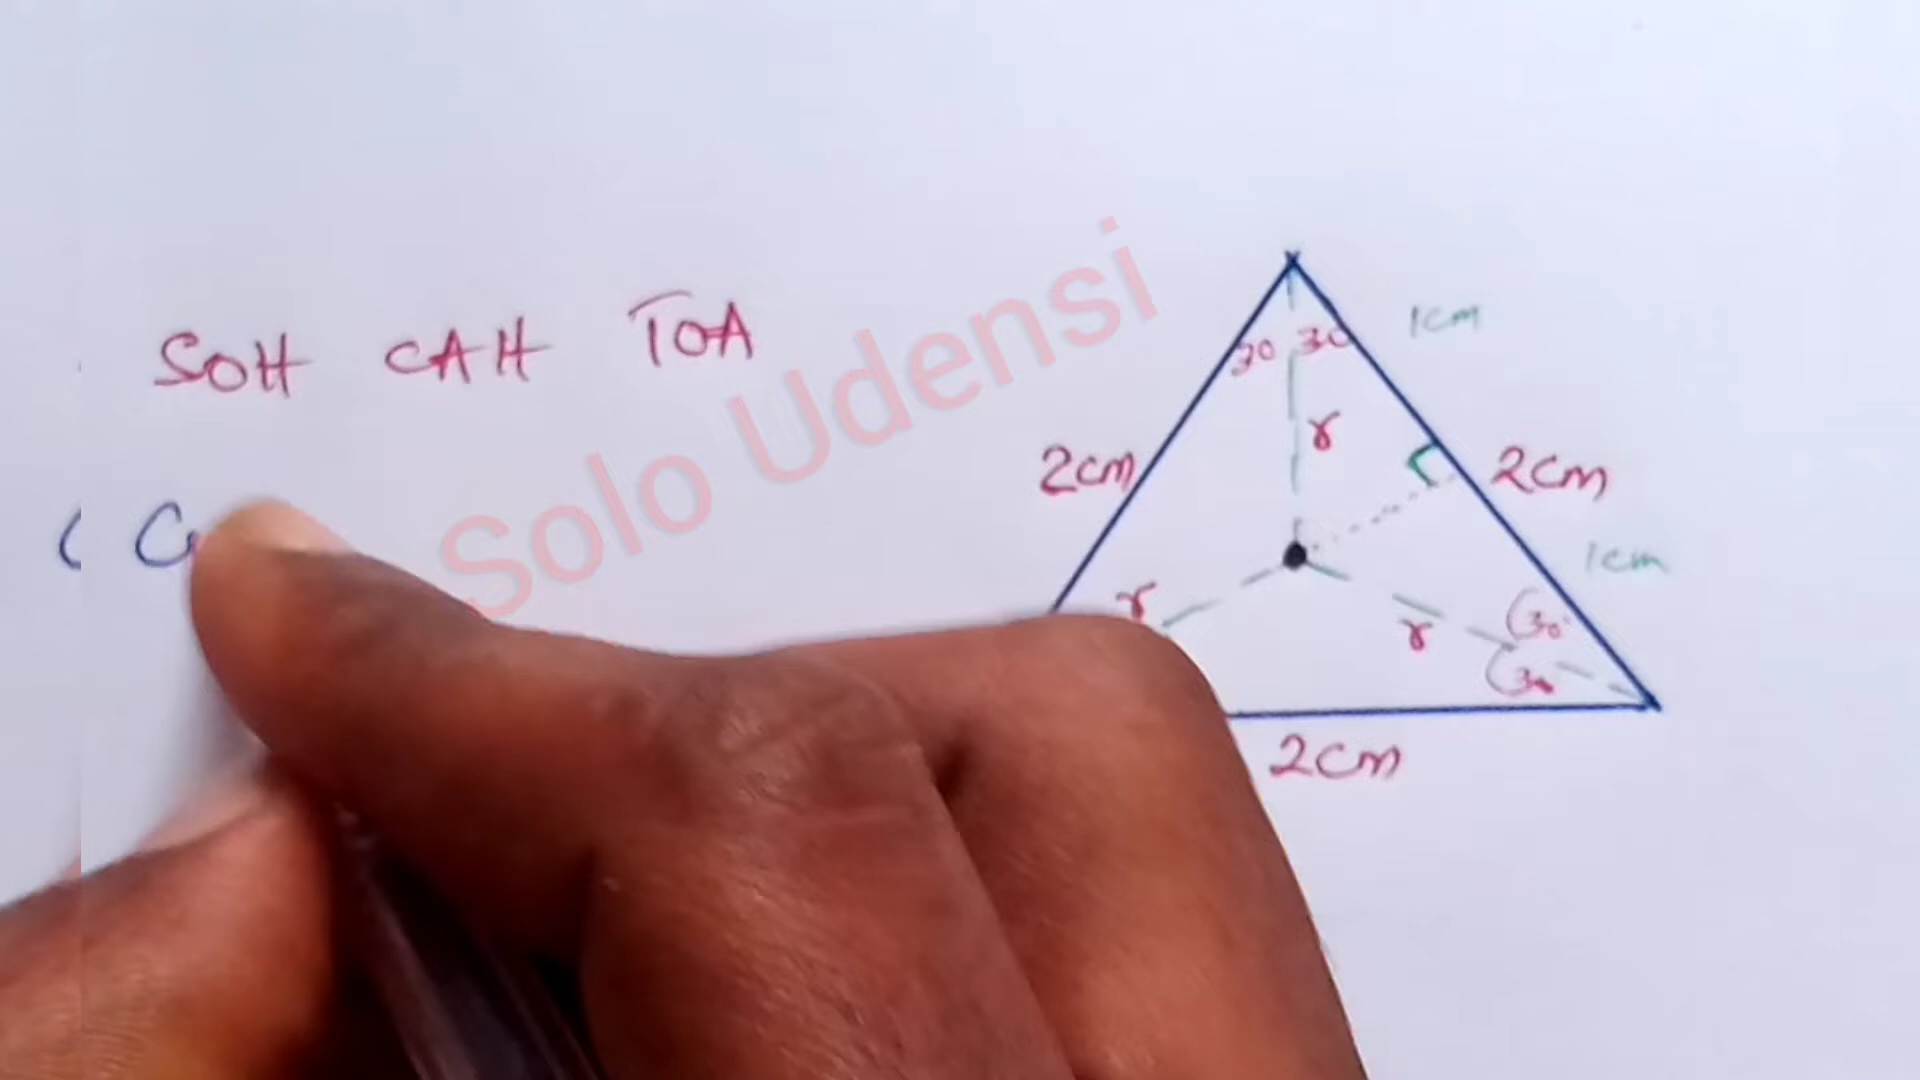 SOH CAH TOA
Solo Udensi
30 30
1cm
r
2cm
2cm
1cm
r
r
(30°
(30
2cm